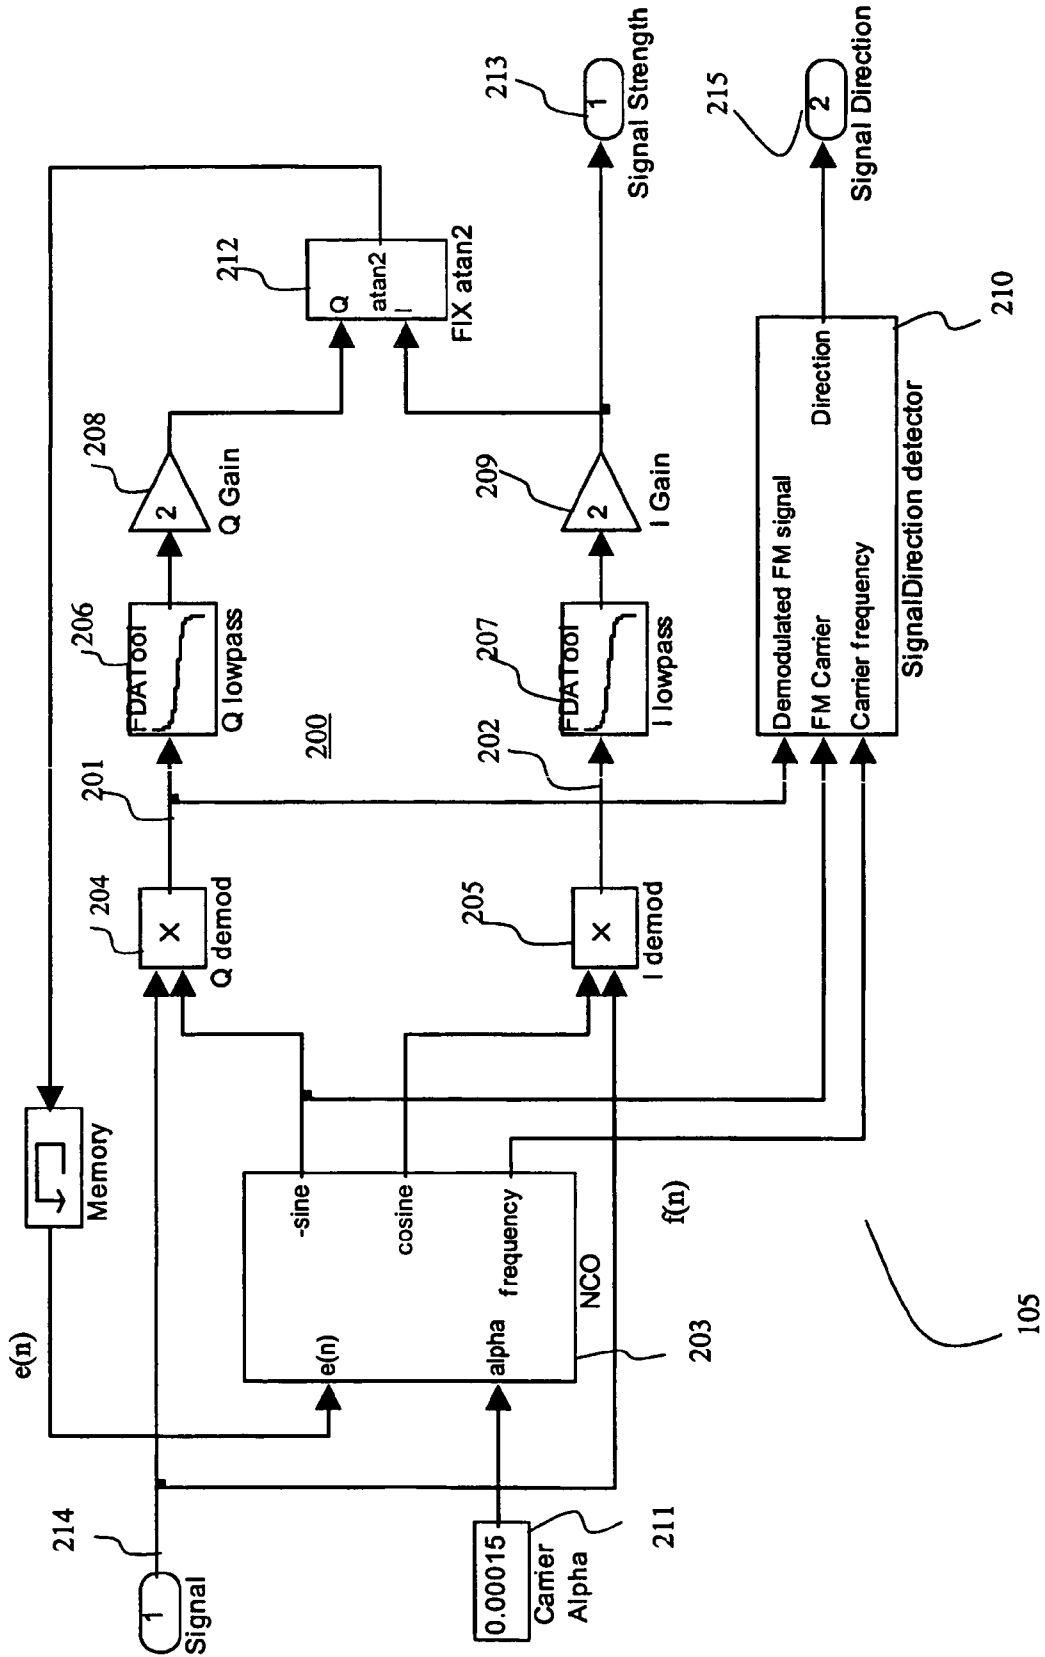 e(n)
Memory
214
1
Signal
204
X
Q demod
201
206
FDATool
Q lowpass
208
2
Q Gain
212
Q
atan2
I
FIX atan2
200
e(n)
-sine
cosine
alpha
frequency
NCO
203
f(n)
0.00015
Carrier
Alpha
211
205
X
I demod
202
207
FDATool
I lowpass
209
2
I Gain
213
1
Signal Strength
Demodulated FM signal
FM Carrier
Carrier frequency
Direction
SignalDirection detector
210
215
2
Signal Direction
105